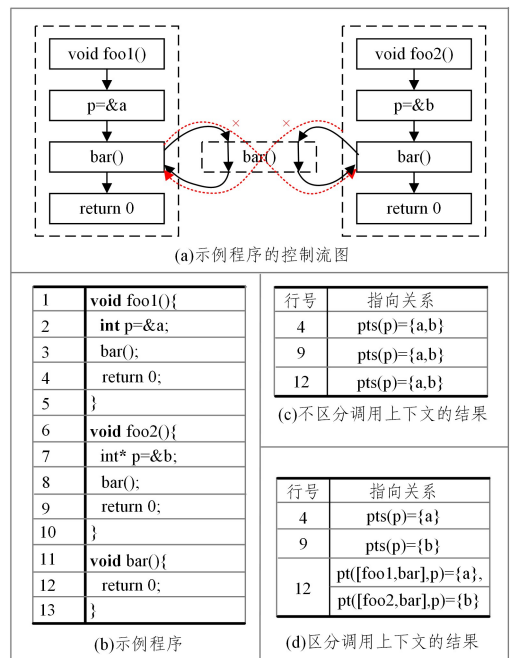 void foo1() void foo2()
p=&a p=&b
× ×
bar() bar() bar()
return 0 return 0
(a)示例程序的控制流图
1 void foo1(){
2 int p=&a;
3 bar();
4 return 0;
5 }
6 void foo2(){
7 int* p=&b;
8 bar();
9 return 0;
10 }
11 void bar(){
12 return 0;
13 }
(b)示例程序
行号 指向关系
4 pts(p)={a,b}
9 pts(p)={a,b}
12 pts(p)={a,b}
(c)不区分调用上下文的结果
行号 指向关系
4 pts(p)={a}
9 pts(p)={b}
12 pt([foo1,bar],p)={a},
pt([foo2,bar],p)={b}
(d)区分调用上下文的结果